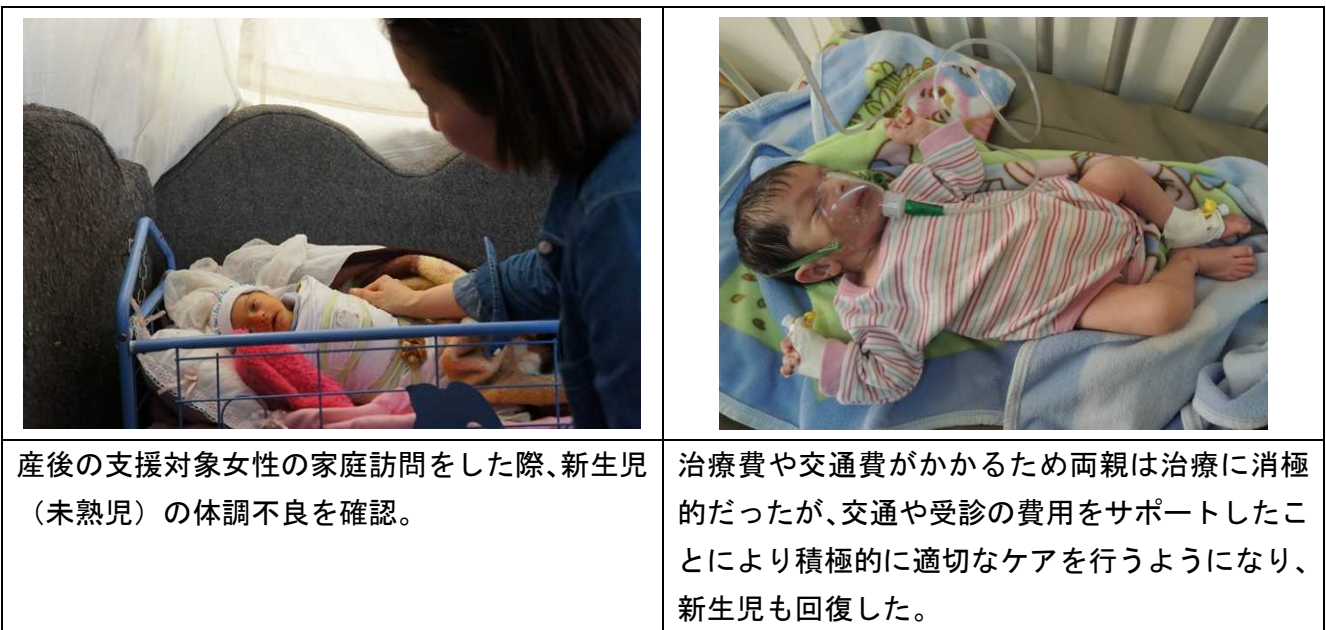 産後の支援対象女性の家庭訪問をした際、新生児
（未熟児）の体調不良を確認。
治療費や交通費がかかるため両親は治療に消極
的だったが、交通や受診の費用をサポートしたこ
とにより積極的に適切なケアを行うようになり、
新生児も回復した。